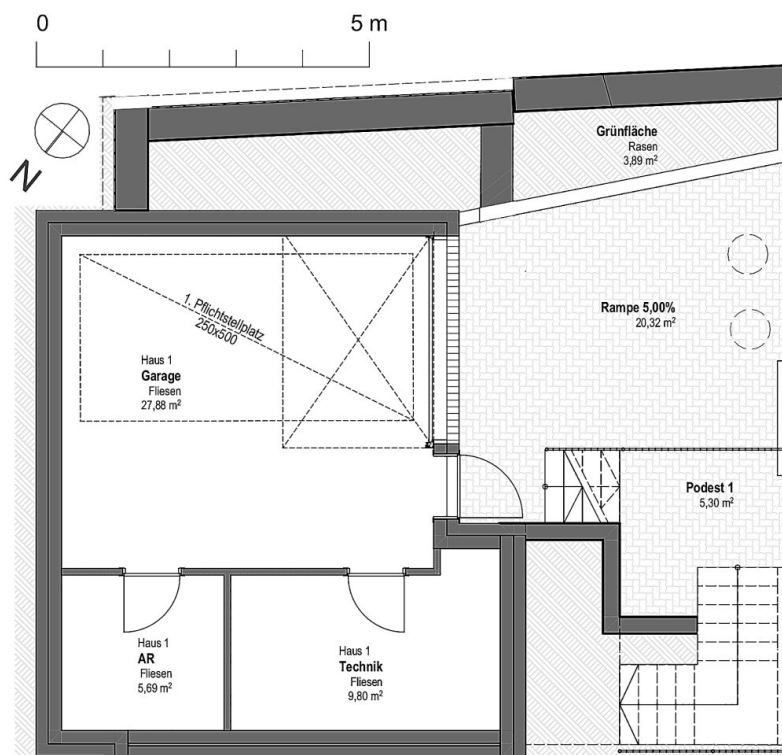 0
5 m
N
Grünfläche
Rasen
3,89 m²
1. Pflichtstellplatz
250x500
Rampe 5,00%
20,32 m²
Haus 1
Garage
Fliesen
27,88 m²
Podest 1
5,30 m²
Haus 1
AR
Fliesen
5,69 m²
Haus 1
Technik
Fliesen
9,80 m²